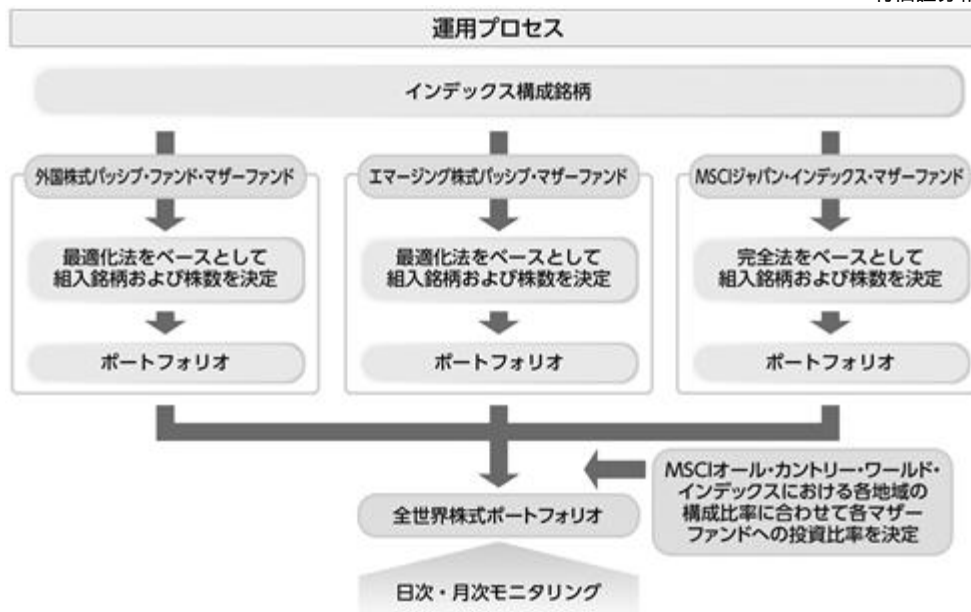 運用プロセス
インデックス構成銘柄
外国株式パッシブ・ファンド・マザーファンド
最適化法をベースとして
組入銘柄および株数を決定
ポートフォリオ
エマージング株式パッシブ・マザーファンド
最適化法をベースとして
組入銘柄および株数を決定
ポートフォリオ
MSCIジャパン・インデックス・マザーファンド
完全法をベースとして
組入銘柄および株数を決定
ポートフォリオ
MSCIオール・カントリー・ワールド・
インデックスにおける各地域の
構成比率に合わせて各マザー
ファンドへの投資比率を決定
全世界株式ポートフォリオ
日次・月次モニタリング